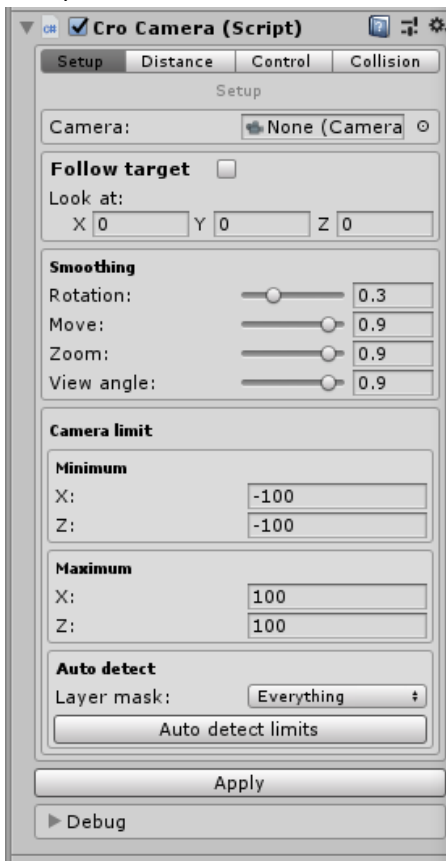 Cro Camera (Script)
Setup Distance Control Collision
Setup
Camera: None (Camera
Follow target
Look at:
X 0 Y 0 Z 0
Smoothing
Rotation: 0.3
Move: 0.9
Zoom: 0.9
View angle: 0.9
Camera limit
Minimum
X: -100
Z: -100
Maximum
X: 100
Z: 100
Auto detect
Layer mask: Everything
Auto detect limits
Apply
Debug